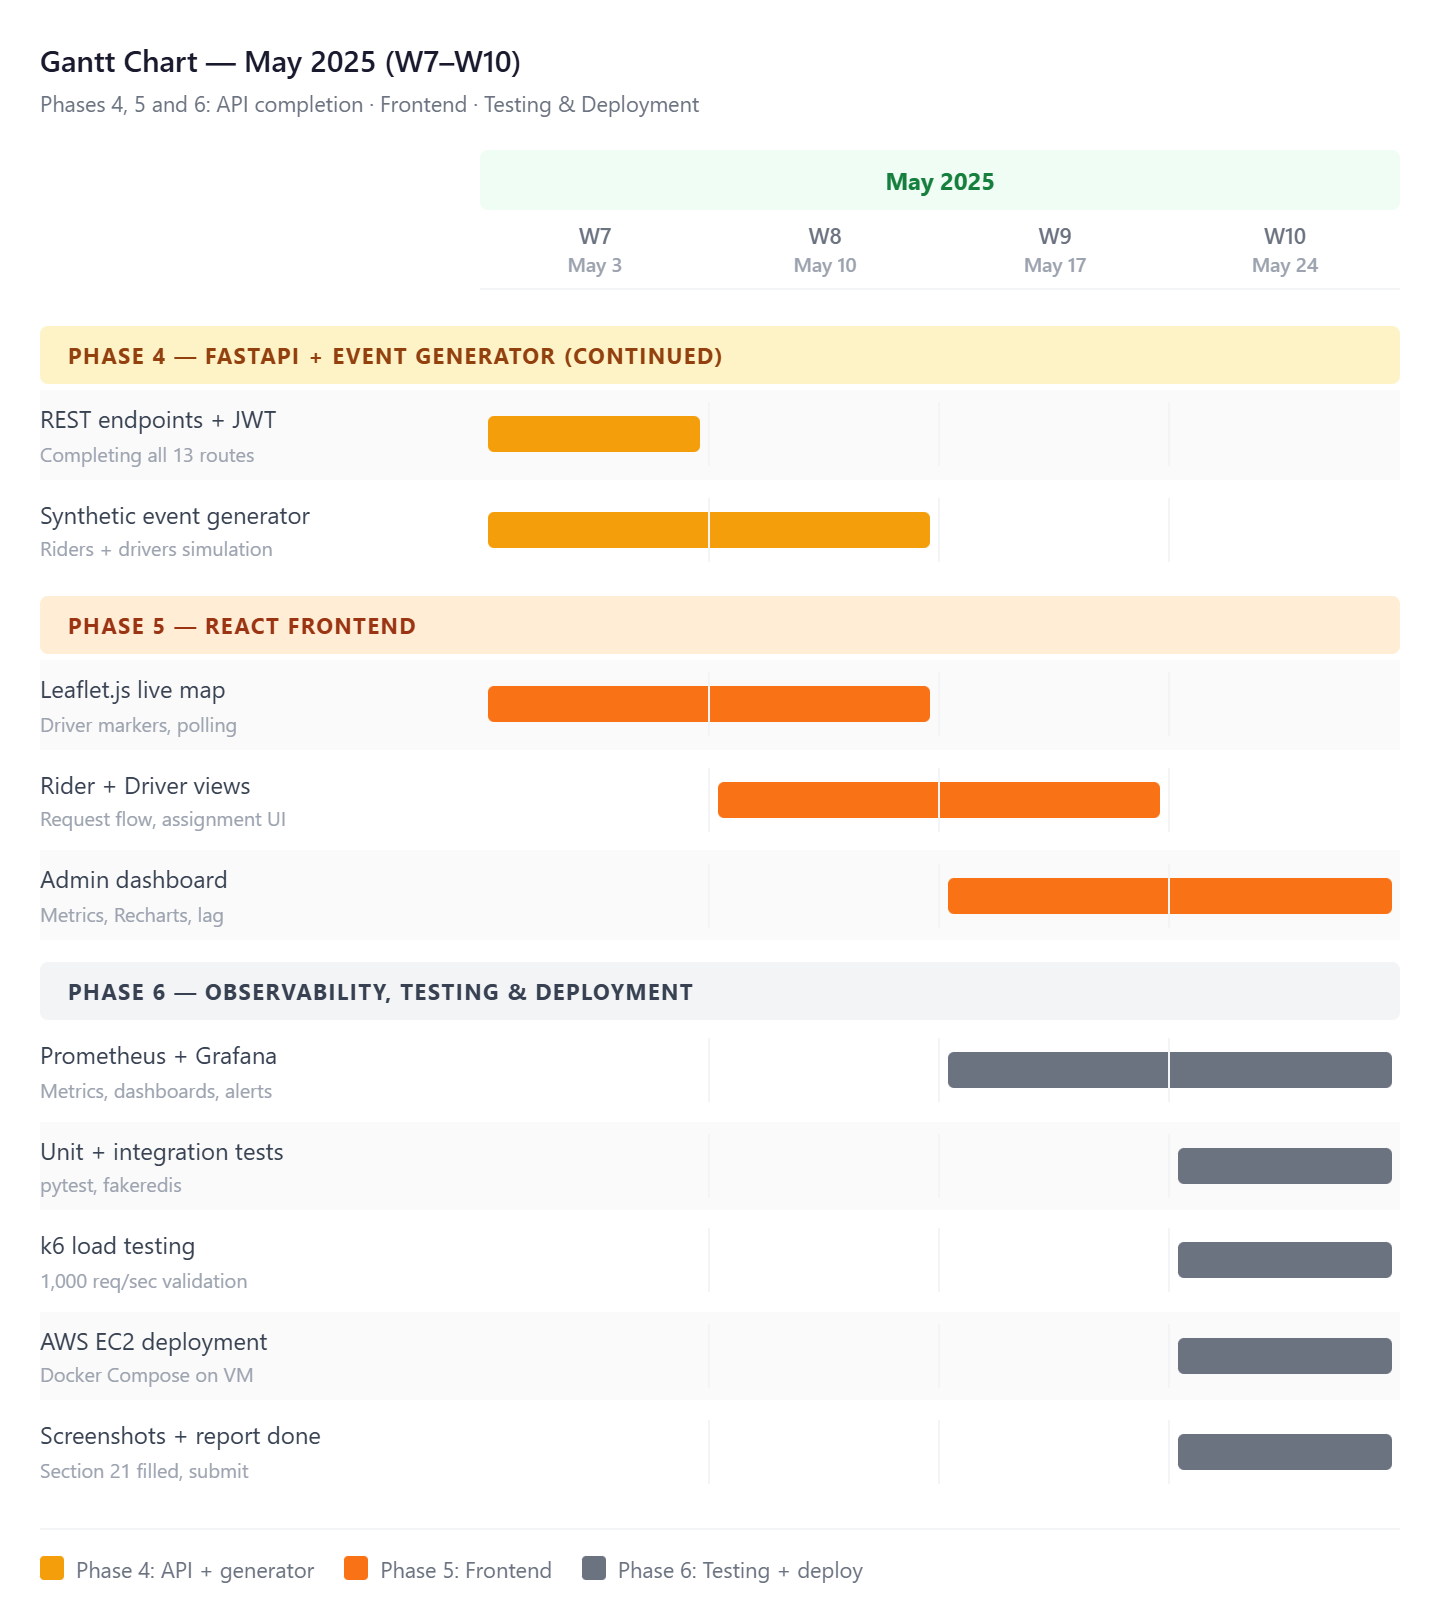 Gantt Chart — May 2025 (W7–W10)
Phases 4, 5 and 6: API completion · Frontend · Testing & Deployment
May 2025
W7 W8 W9 W10
May 3 May 10 May 17 May 24
PHASE 4 — FASTAPI + EVENT GENERATOR (CONTINUED)
REST endpoints + JWT
Completing all 13 routes
Synthetic event generator
Riders + drivers simulation
PHASE 5 — REACT FRONTEND
Leaflet.js live map
Driver markers, polling
Rider + Driver views
Request flow, assignment UI
Admin dashboard
Metrics, Recharts, lag
PHASE 6 — OBSERVABILITY, TESTING & DEPLOYMENT
Prometheus + Grafana
Metrics, dashboards, alerts
Unit + integration tests
pytest, fakeredis
k6 load testing
1,000 req/sec validation
AWS EC2 deployment
Docker Compose on VM
Screenshots + report done
Section 21 filled, submit
Phase 4: API + generator Phase 5: Frontend Phase 6: Testing + deploy